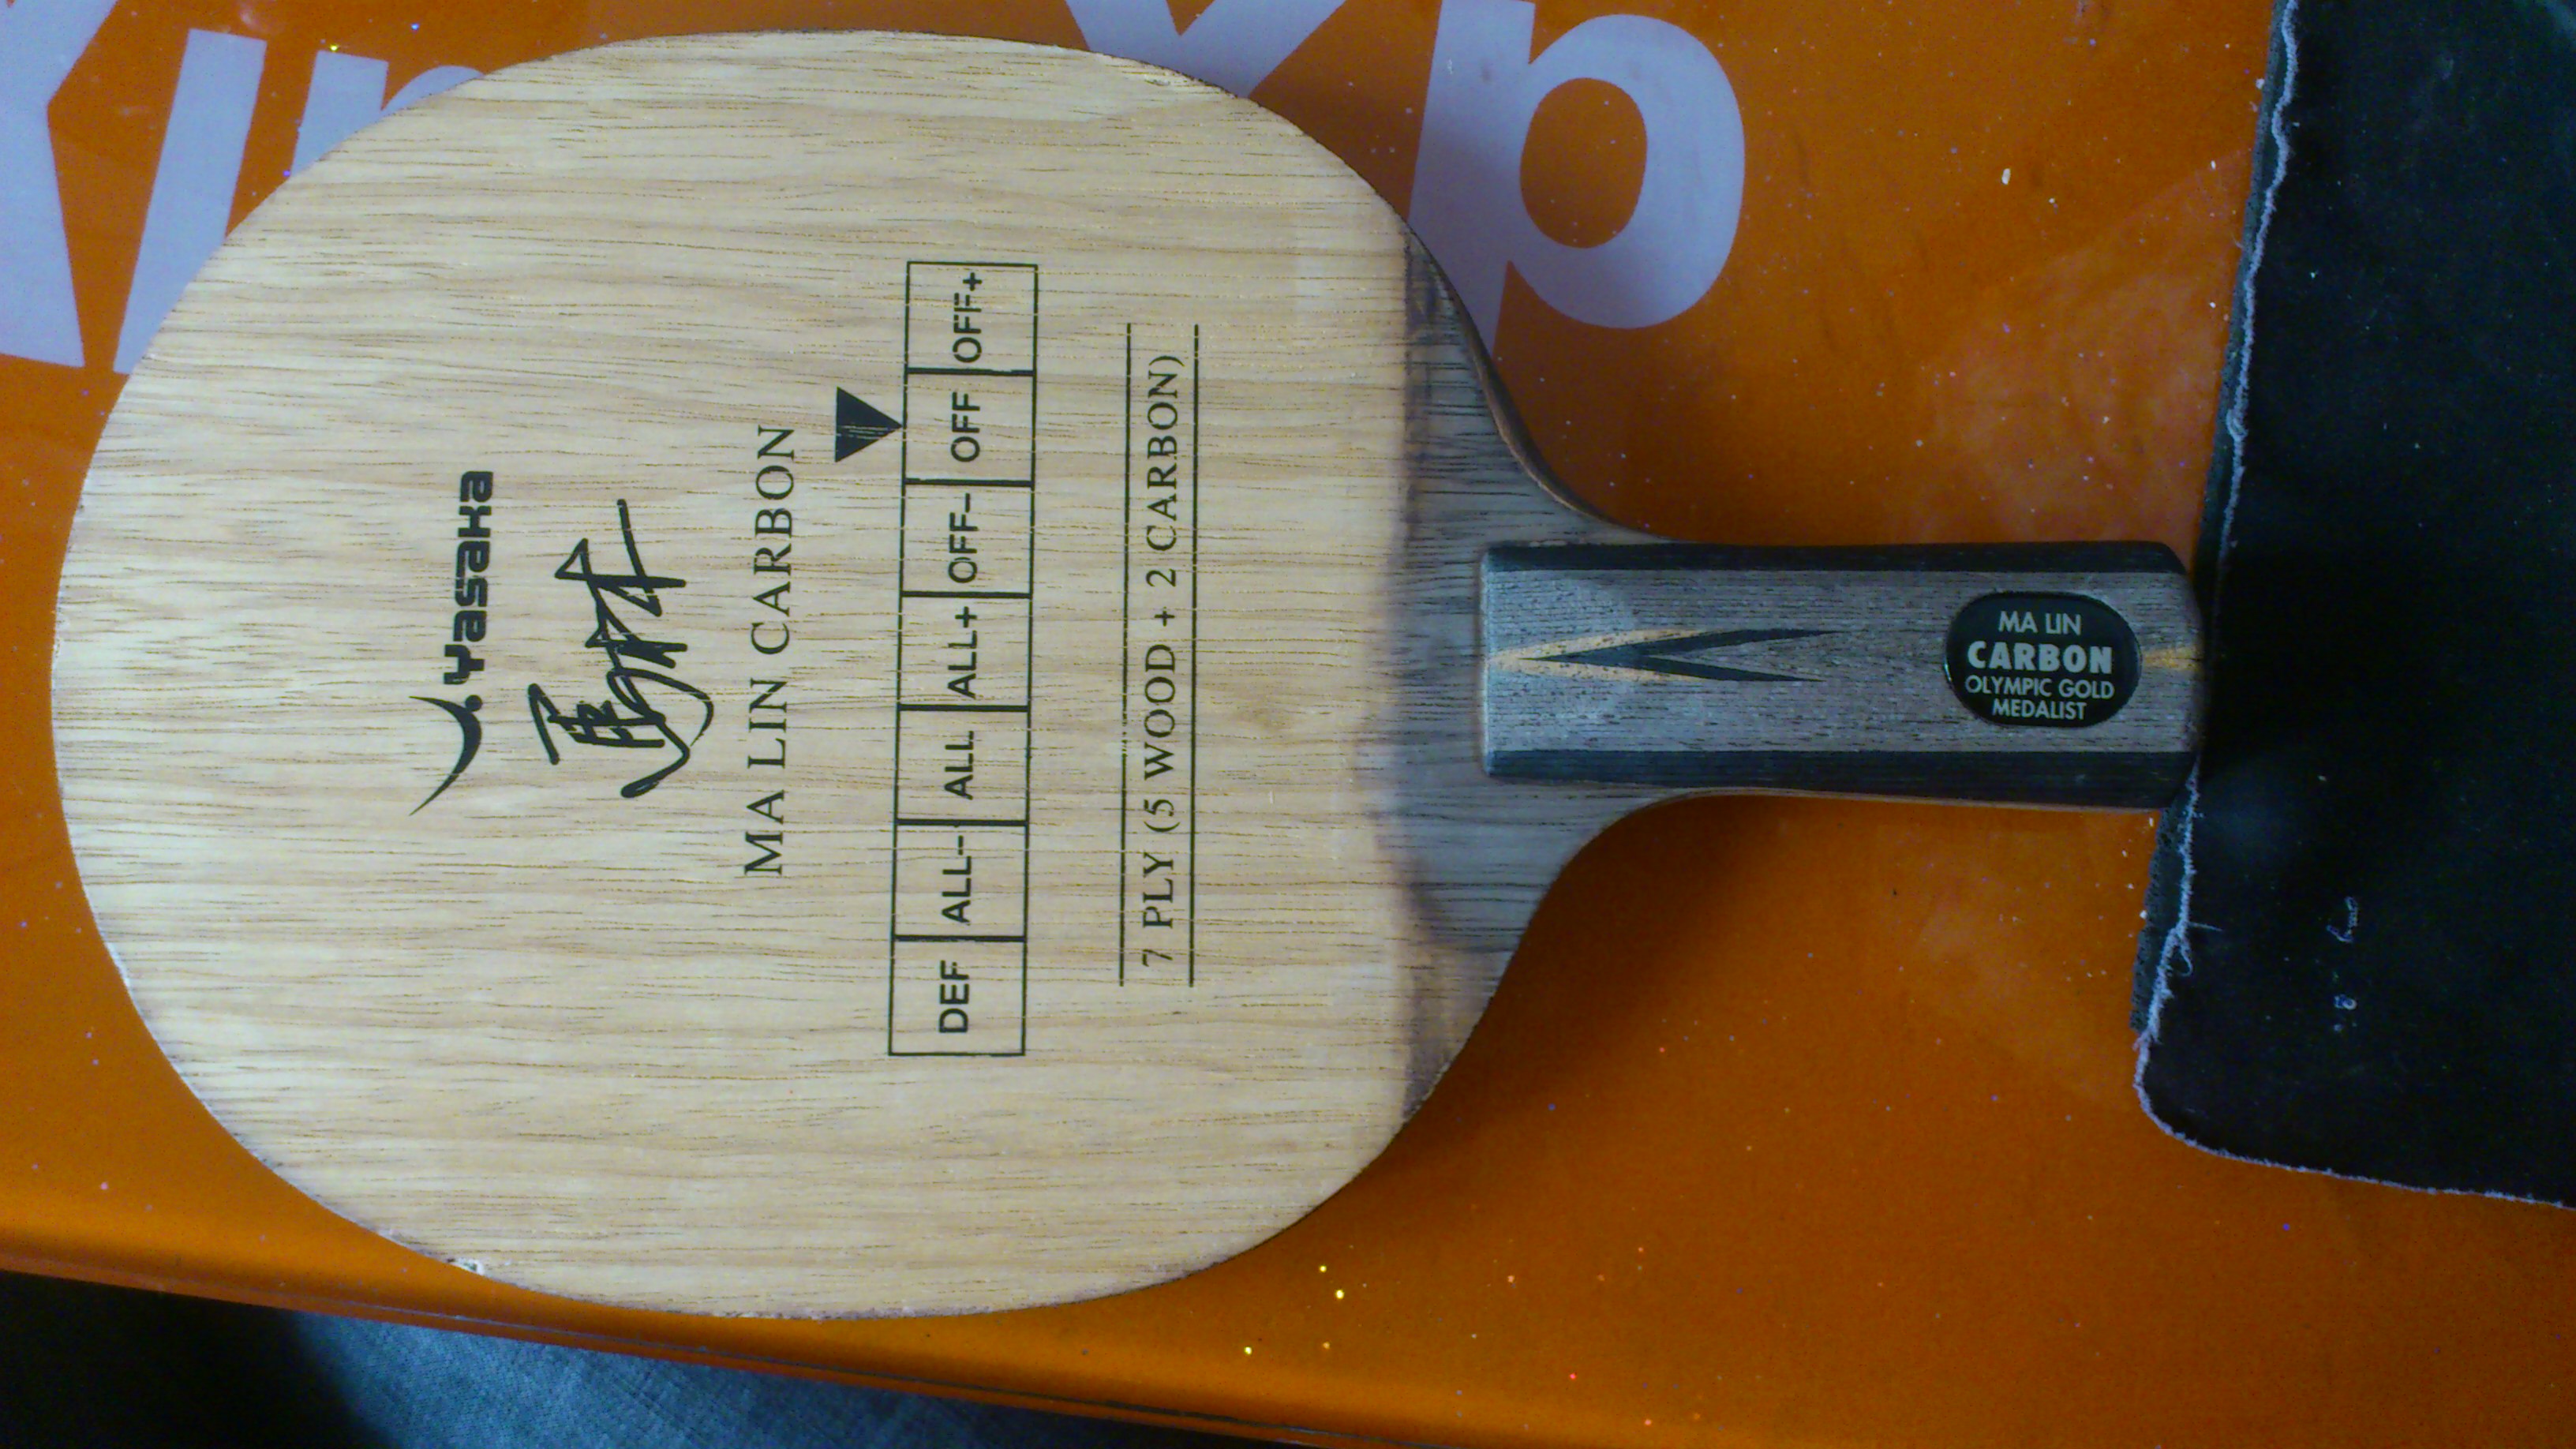 Yasaka
馬琳
MA LIN CARBON
DEF ALL-- ALL ALL+ OFF- OFF OFF+
7 PLY (5 WOOD + 2 CARBON)
MA LIN
CARBON
OLYMPIC GOLD
MEDALIST